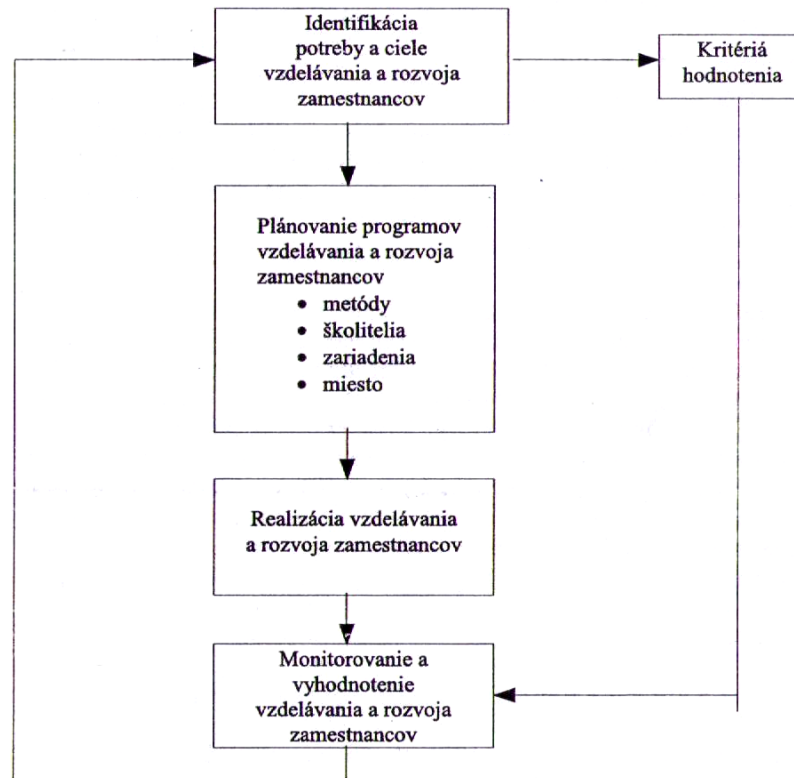 Identifikácia
potreby a ciele
vzdelávania a rozvoja
zamestnancov
Kritériá
hodnotenia
Plánovanie programov
vzdelávania a rozvoja
zamestnancov
• metódy
• školitelia
• zariadenia
• miesto
Realizácia vzdelávania
a rozvoja zamestnancov
Monitorovanie a
vyhodnotenie
vzdelávania a rozvoja
zamestnancov